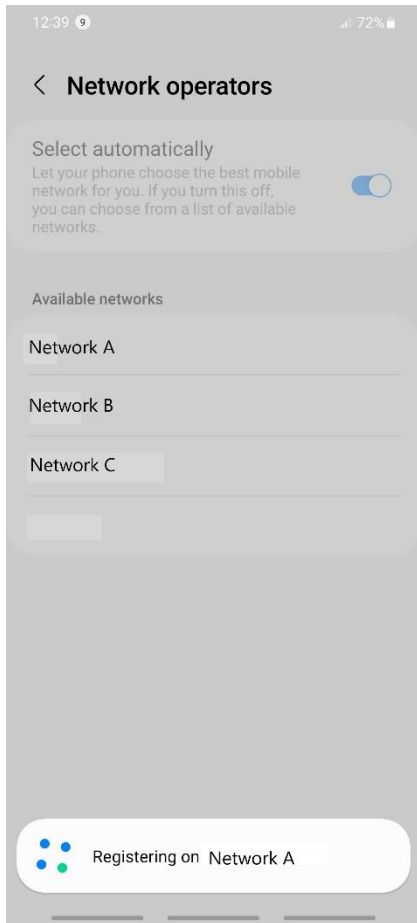 12:39 9 72%
Network operators
Select automatically
Let your phone choose the best mobile
network for you. If you turn this off,
you can choose from a list of available
networks.
Available networks
Network A
Network B
Network C
Registering on Network A